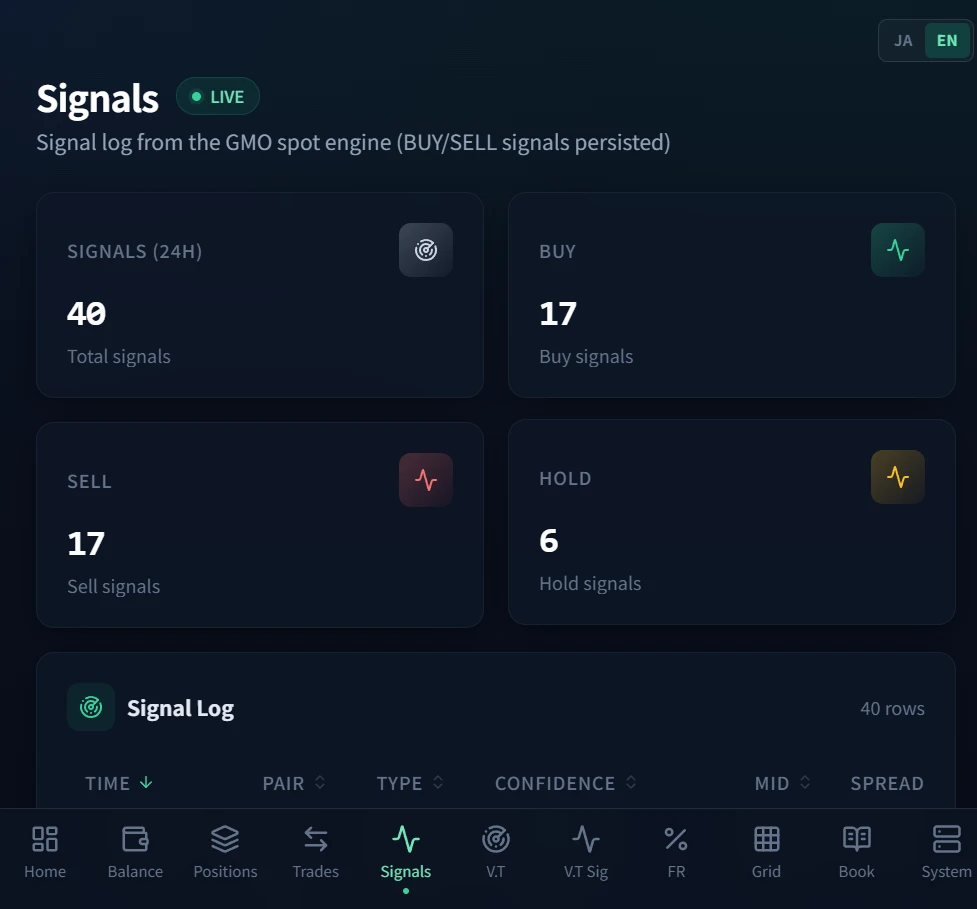 JA EN
Signals LIVE
Signal log from the GMO spot engine (BUY/SELL signals persisted)
SIGNALS (24H)
40
Total signals
BUY
17
Buy signals
SELL
17
Sell signals
HOLD
6
Hold signals
Signal Log 40 rows
TIME PAIR TYPE CONFIDENCE MID SPREAD
Home Balance Positions Trades Signals V.T V.T Sig FR Grid Book System